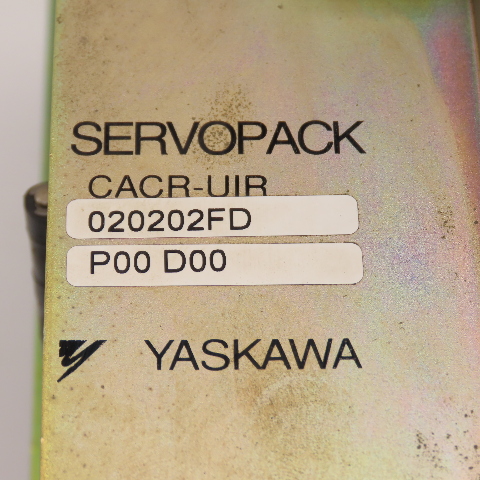 SERVOPACK
CACR-UIR
020202FD
P00 D00
YASKAWA